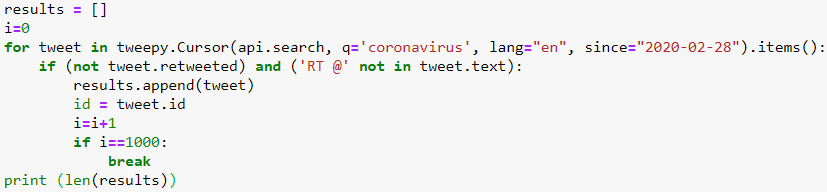 results = []
i=0
for tweet in tweepy.Cursor(api.search, q='coronavirus', lang="en", since="2020-02-28").items():
    if (not tweet.retweeted) and ('RT @' not in tweet.text):
        results.append(tweet)
        id = tweet.id
        i=i+1
        if i==1000:
            break
print (len(results))